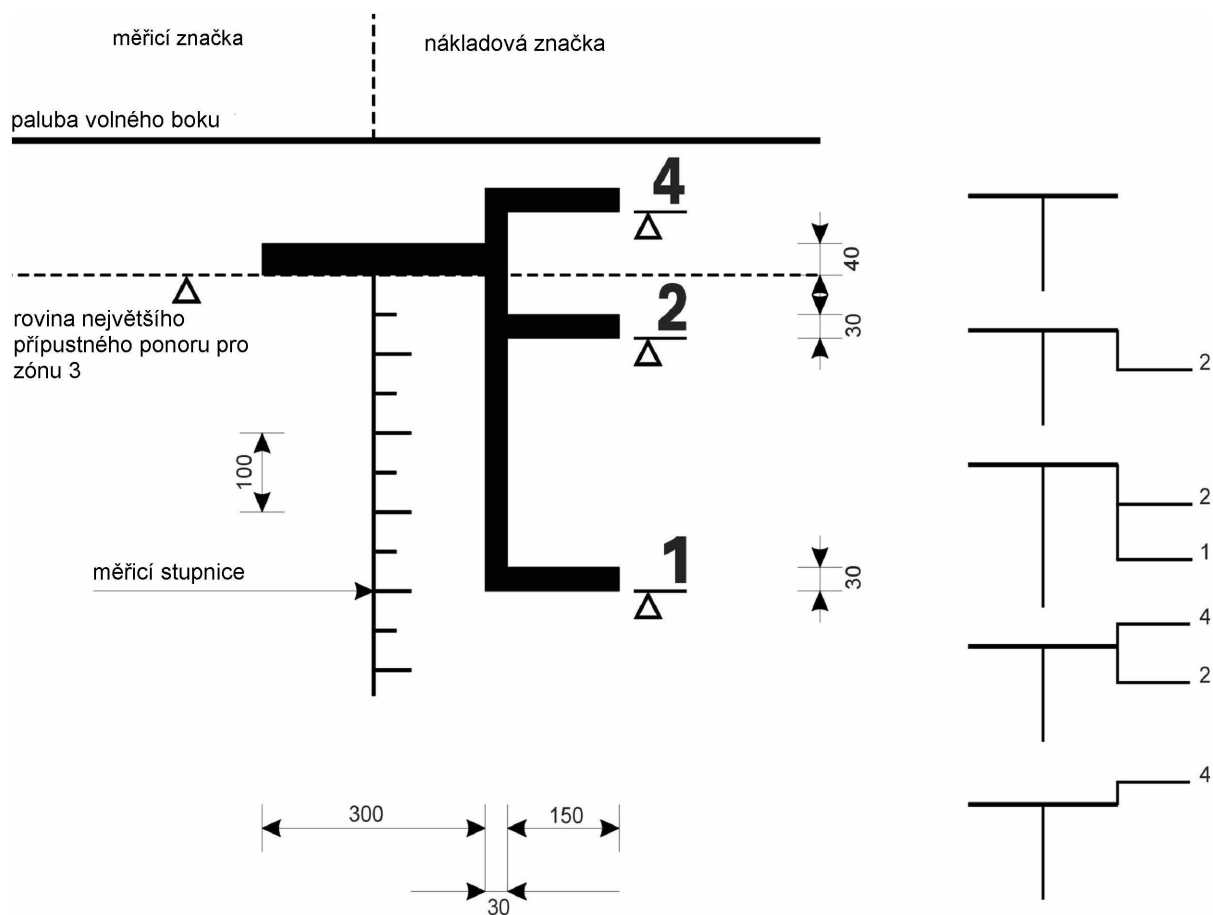 měřicí značka
nákladová značka
paluba volného boku
4
40
rovina největšího
přípustného ponoru pro
zónu 3
2
30
2
100
2
1
měřicí stupnice
1
30
4
2
4
300
150
30